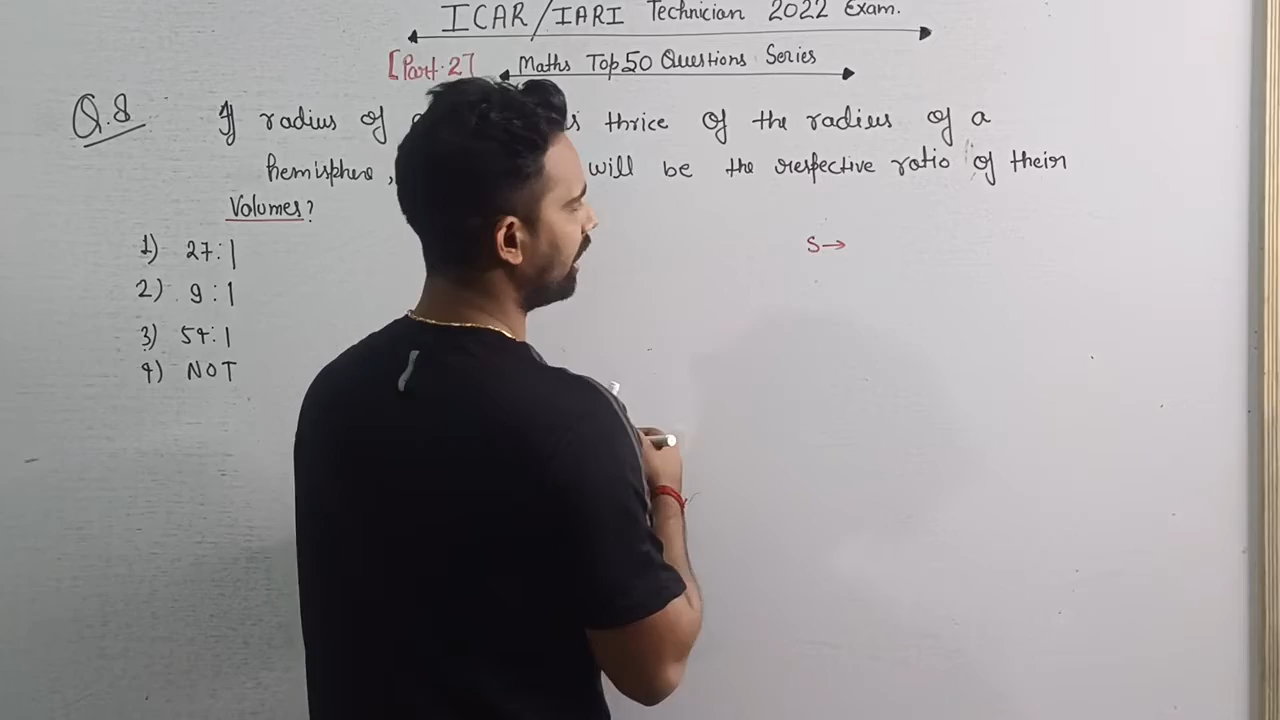 ICAR/IARI Technician 2022 Exam.
[Part-2] Maths Top 50 Questions Series
Q.8 If radius of thrice of the radius of a
hemisphere, will be the respective ratio of their
Volumes?
1) 27:1
2) 9:1
3) 54:1
4) NOT
S→